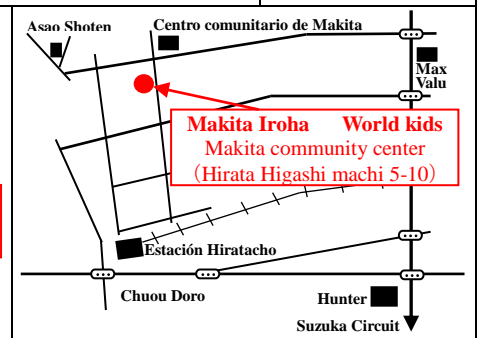 Asao Shoten
Centro comunitario de Makita
Max
Valu
Makita Iroha World kids
Makita community center
(Hirata Higashi machi 5-10)
Estación Hiratacho
Chuou Doro
Hunter
Suzuka Circuit